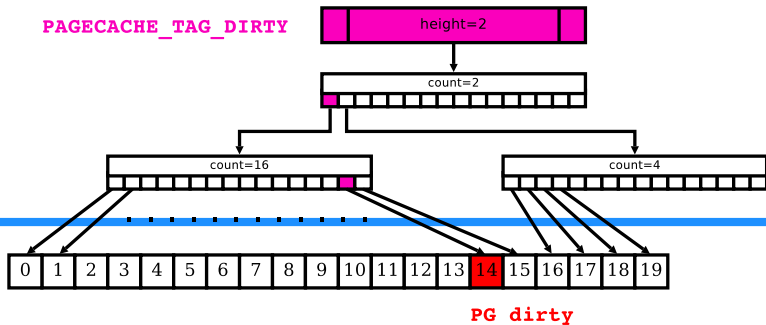 PAGECACHE_TAG_DIRTY
height=2
count=2
count=16
count=4
0 1 2 3 4 5 6 7 8 9 10 11 12 13 14 15 16 17 18 19
PG dirty